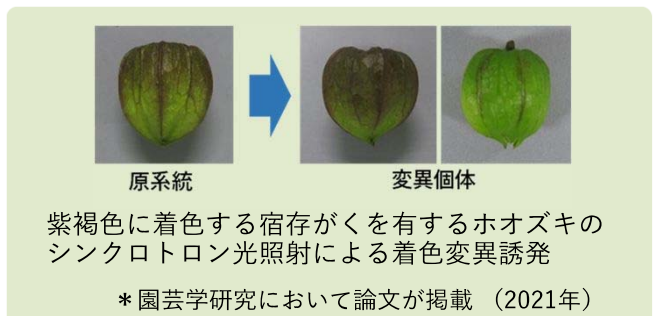 原系統
変異個体
紫褐色に着色する宿存がくを有するホオズキの
シンクロトロン光照射による着色変異誘発
＊園芸学研究において論文が掲載 （2021年）